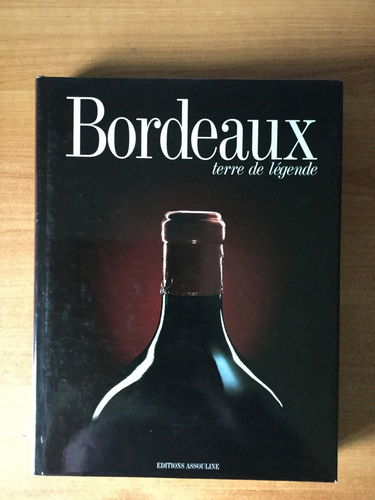 Bordeaux
terre de légende
EDITIONS ASSOULINE